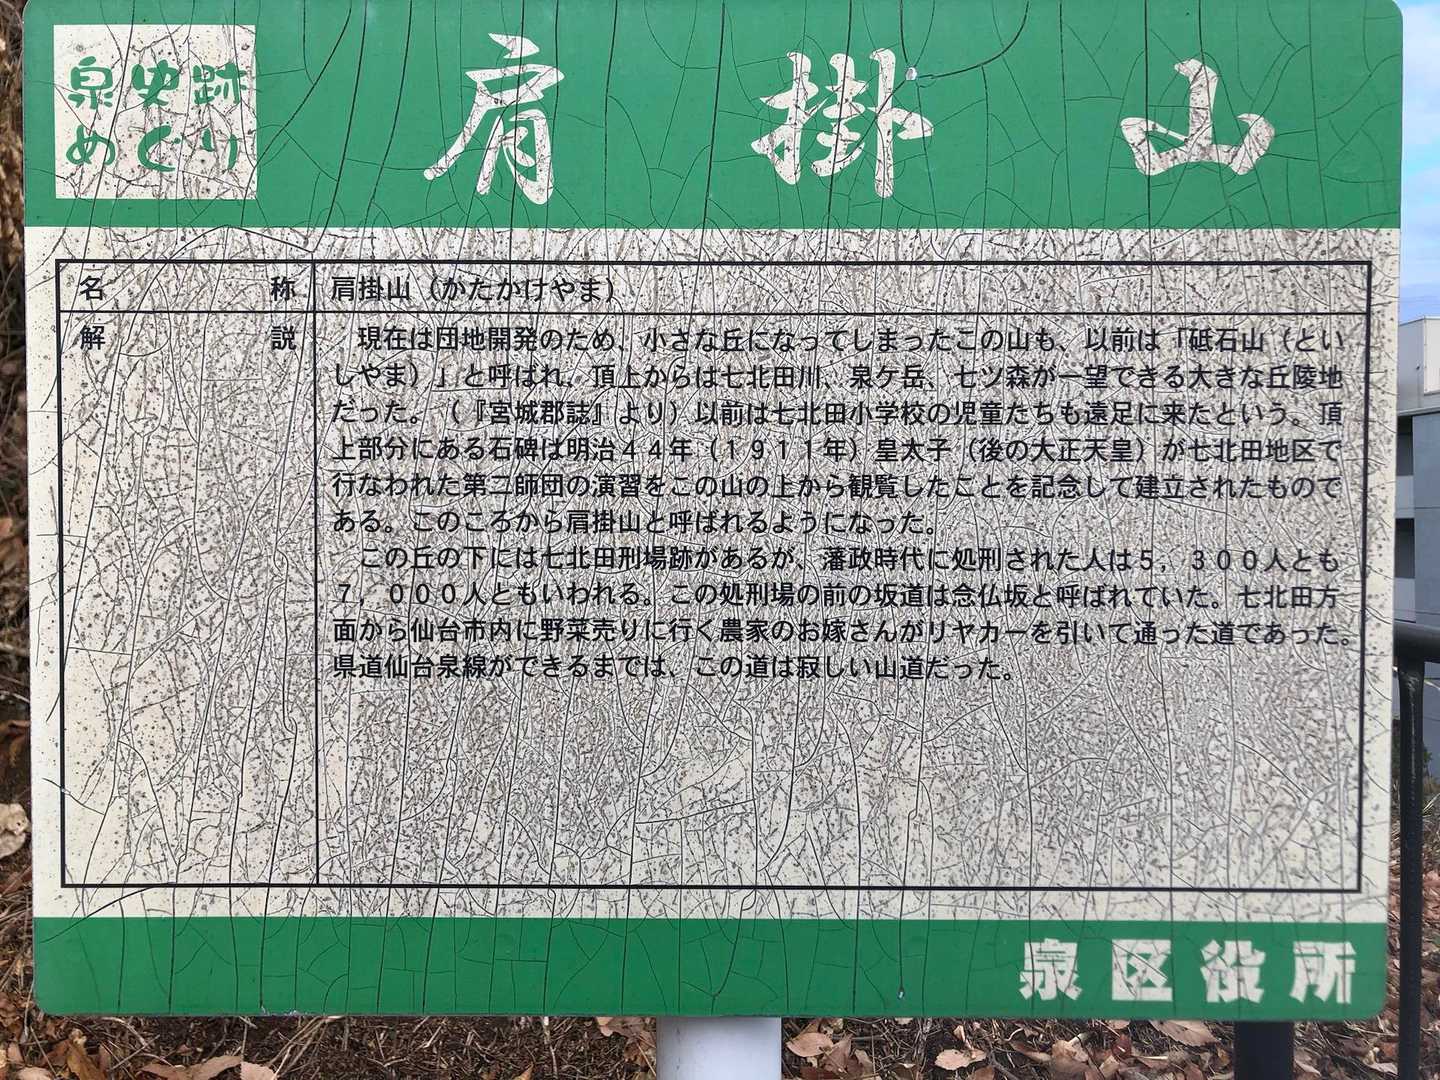 泉史跡
めぐり
肩掛山
名称 肩掛山（かたかけやま）
解説 現在は団地開発のため、小さな丘になってしまったこの山も、以前は「砥石山（とい
しやま）」と呼ばれ、頂上からは七北田川、泉ケ岳、七ツ森が一望できる大きな丘陵地
だった。（『宮城郡誌』より）以前は七北田小学校の児童たちも遠足に来たという。頂
上部分にある石碑は明治４４年（１９１１年）皇太子（後の大正天皇）が七北田地区で
行なわれた第二師団の演習をこの山の上から観覧したことを記念して建立されたもので
ある。このころから肩掛山と呼ばれるようになった。
この丘の下には七北田刑場跡があるが、藩政時代に処刑された人は５，３００人とも
７，０００人ともいわれる。この処刑場の前の坂道は念仏坂と呼ばれていた。七北田方
面から仙台市内に野菜売りに行く農家のお嫁さんがリヤカーを引いて通った道であった。
県道仙台泉線ができるまでは、この道は寂しい山道だった。
泉区役所